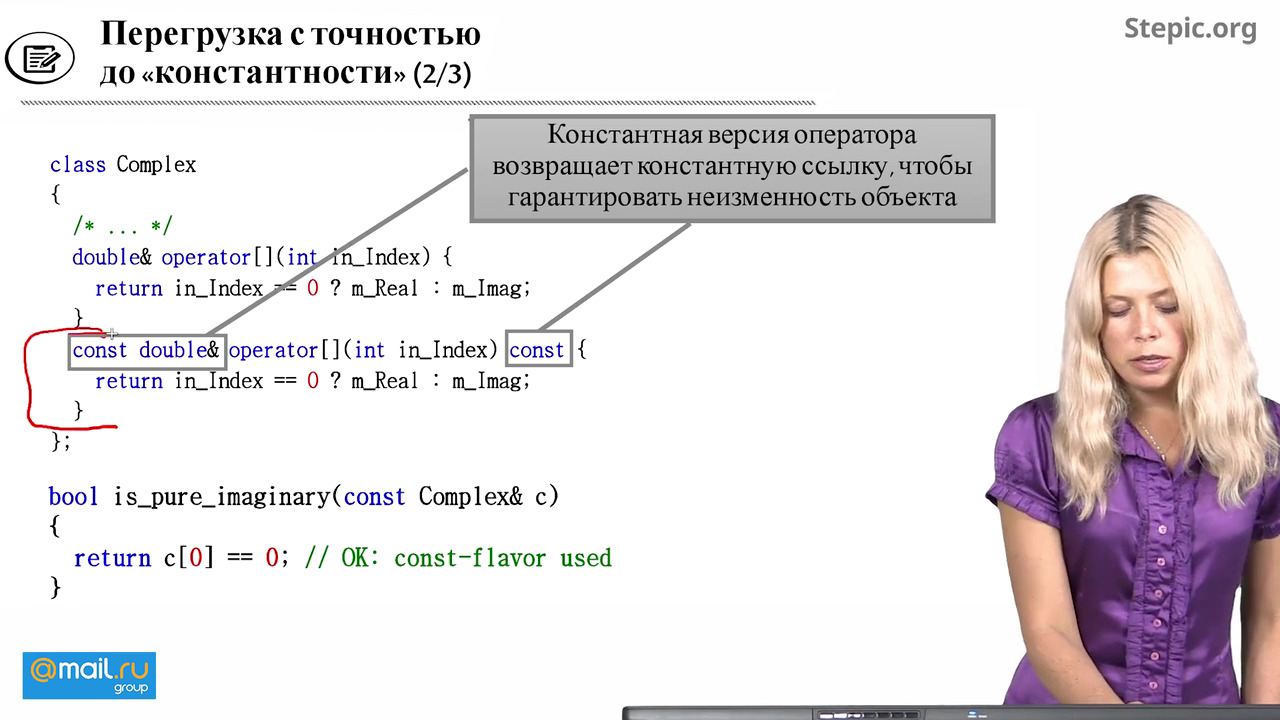 Перегрузка с точностью
до «константности» (2/3)
Stepic.org
Константная версия оператора
возвращает константную ссылку, чтобы
гарантировать неизменность объекта
class Complex
{
/* ... */
double& operator[](int in_Index) {
return in_Index == 0 ? m_Real : m_Imag;
}
const double& operator[](int in_Index) const {
return in_Index == 0 ? m_Real : m_Imag;
}
};
bool is_pure_imaginary(const Complex& c)
{
return c[0] == 0; // OK: const-flavor used
}
@mail.ru
group